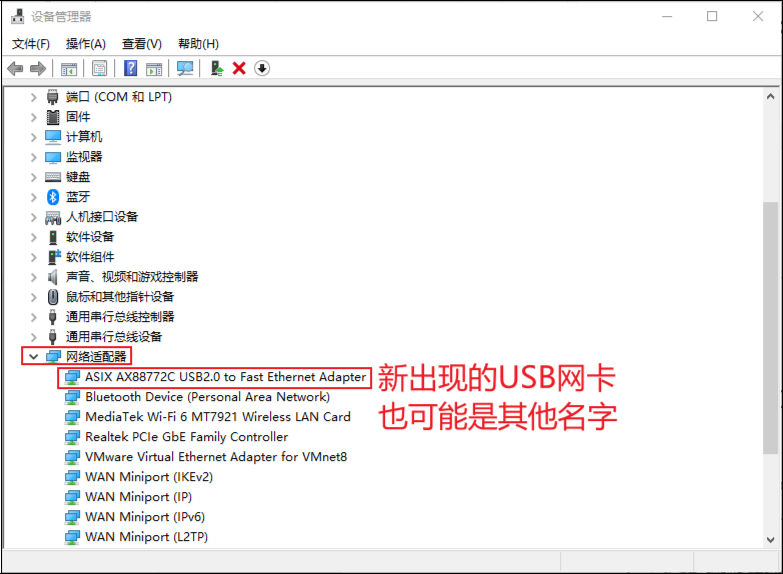 设备管理器
文件(F) 操作(A) 查看(V) 帮助(H)
端口 (COM 和 LPT)
固件
计算机
监视器
键盘
蓝牙
人机接口设备
软件设备
软件组件
声音、视频和游戏控制器
鼠标和其他指针设备
通用串行总线控制器
通用串行总线设备
网络适配器
ASIX AX88772C USB2.0 to Fast Ethernet Adapter
新出现的USB网卡
Bluetooth Device (Personal Area Network)
也可能是其他名字
MediaTek Wi-Fi 6 MT7921 Wireless LAN Card
Realtek PCIe GbE Family Controller
VMware Virtual Ethernet Adapter for VMnet8
WAN Miniport (IKEv2)
WAN Miniport (IP)
WAN Miniport (IPv6)
WAN Miniport (L2TP)